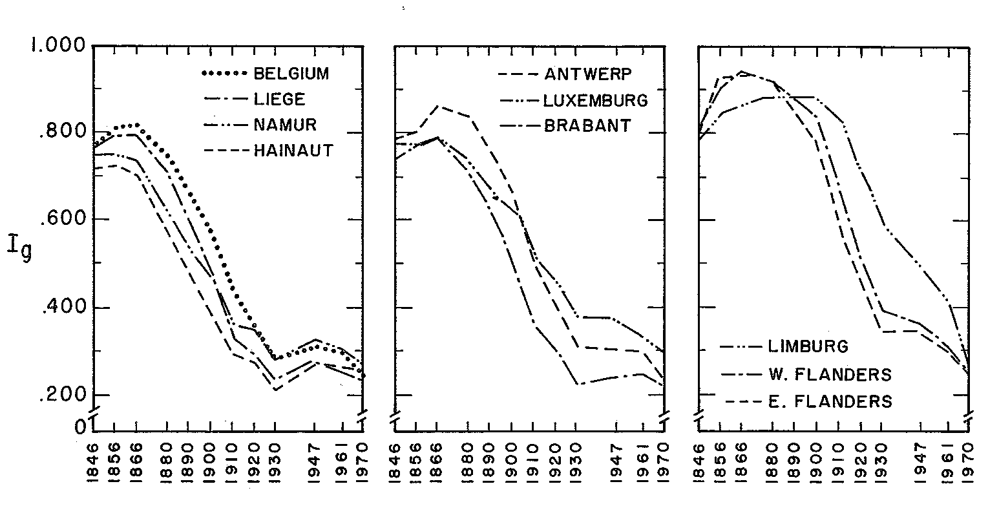 1.000
.800
.600
.400
.200
0
Ig
BELGIUM
LIEGE
NAMUR
HAINAUT
1846 1856 1866 1880 1890 1900 1910 1920 1930 1947 1961 1970
ANTWERP
LUXEMBURG
BRABANT
1846 1856 1866 1880 1890 1900 1910 1920 1930 1947 1961 1970
LIMBURG
W. FLANDERS
E. FLANDERS
1846 1856 1866 1880 1890 1900 1910 1920 1930 1947 1961 1970